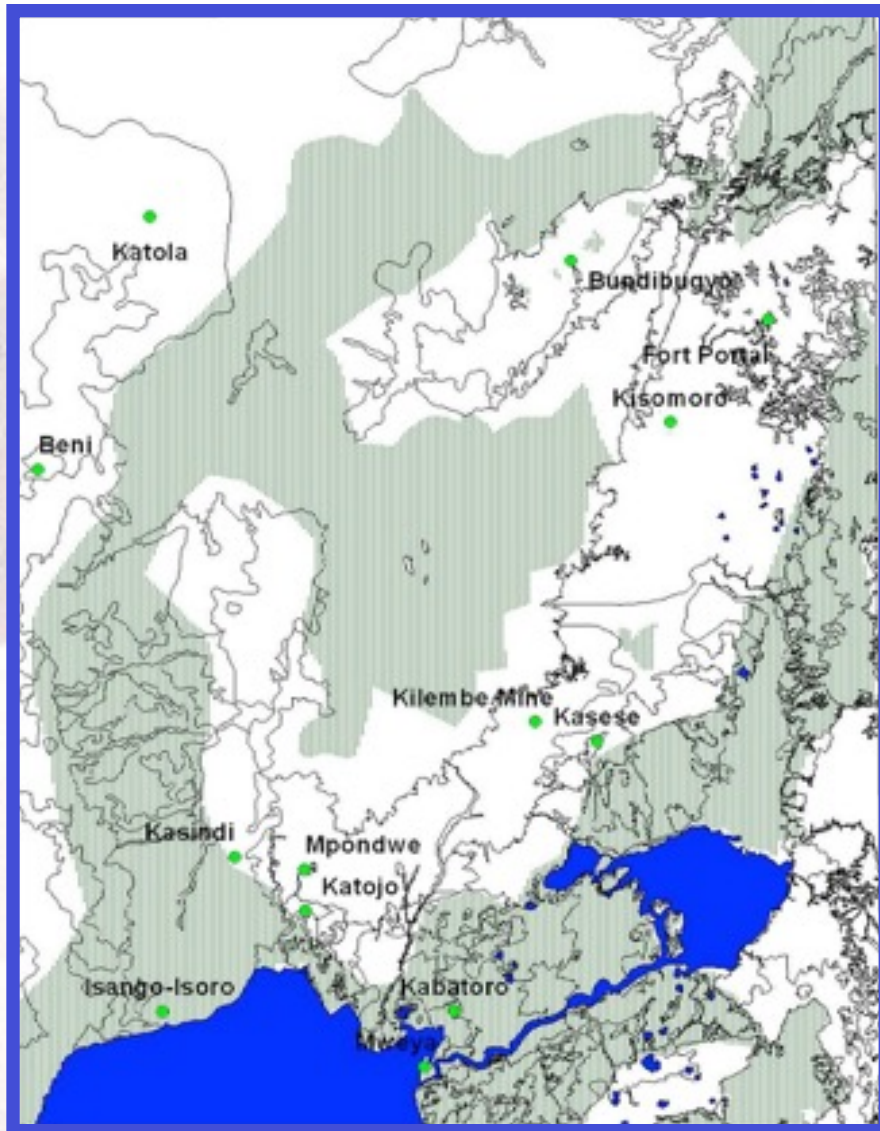 Katola
Bundibugyo
Fort Portal
Kisomoro
Beni
Kilembe Mine
Kasese
Kasindi
Mpondwe
Katojo
Isango-Isoro
Kabatoro
Mweya